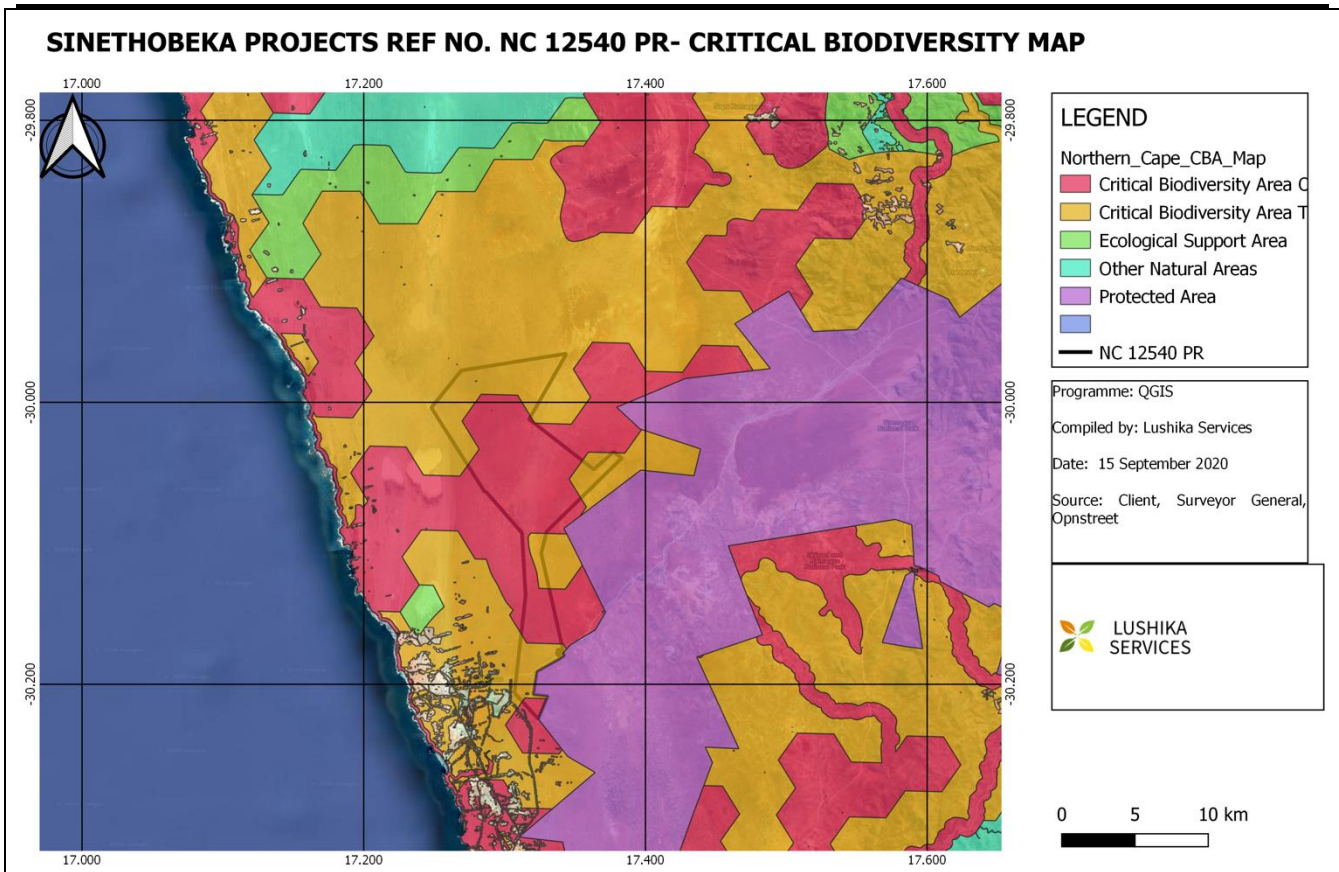 SINETHOBEKA PROJECTS REF NO. NC 12540 PR- CRITICAL BIODIVERSITY MAP
17.000 17.200 17.400 17.600
-29.800 -29.800
-30.000 -30.000
-30.200 -30.200
17.000 17.200 17.400 17.600
National Park
National Park
LEGEND
Northern_Cape_CBA_Map
Critical Biodiversity Area O
Critical Biodiversity Area T
Ecological Support Area
Other Natural Areas
Protected Area
NC 12540 PR
Programme: QGIS
Compiled by: Lushika Services
Date: 15 September 2020
Source: Client, Surveyor General,
Opnstreet
LUSHIKA
SERVICES
0 5 10 km